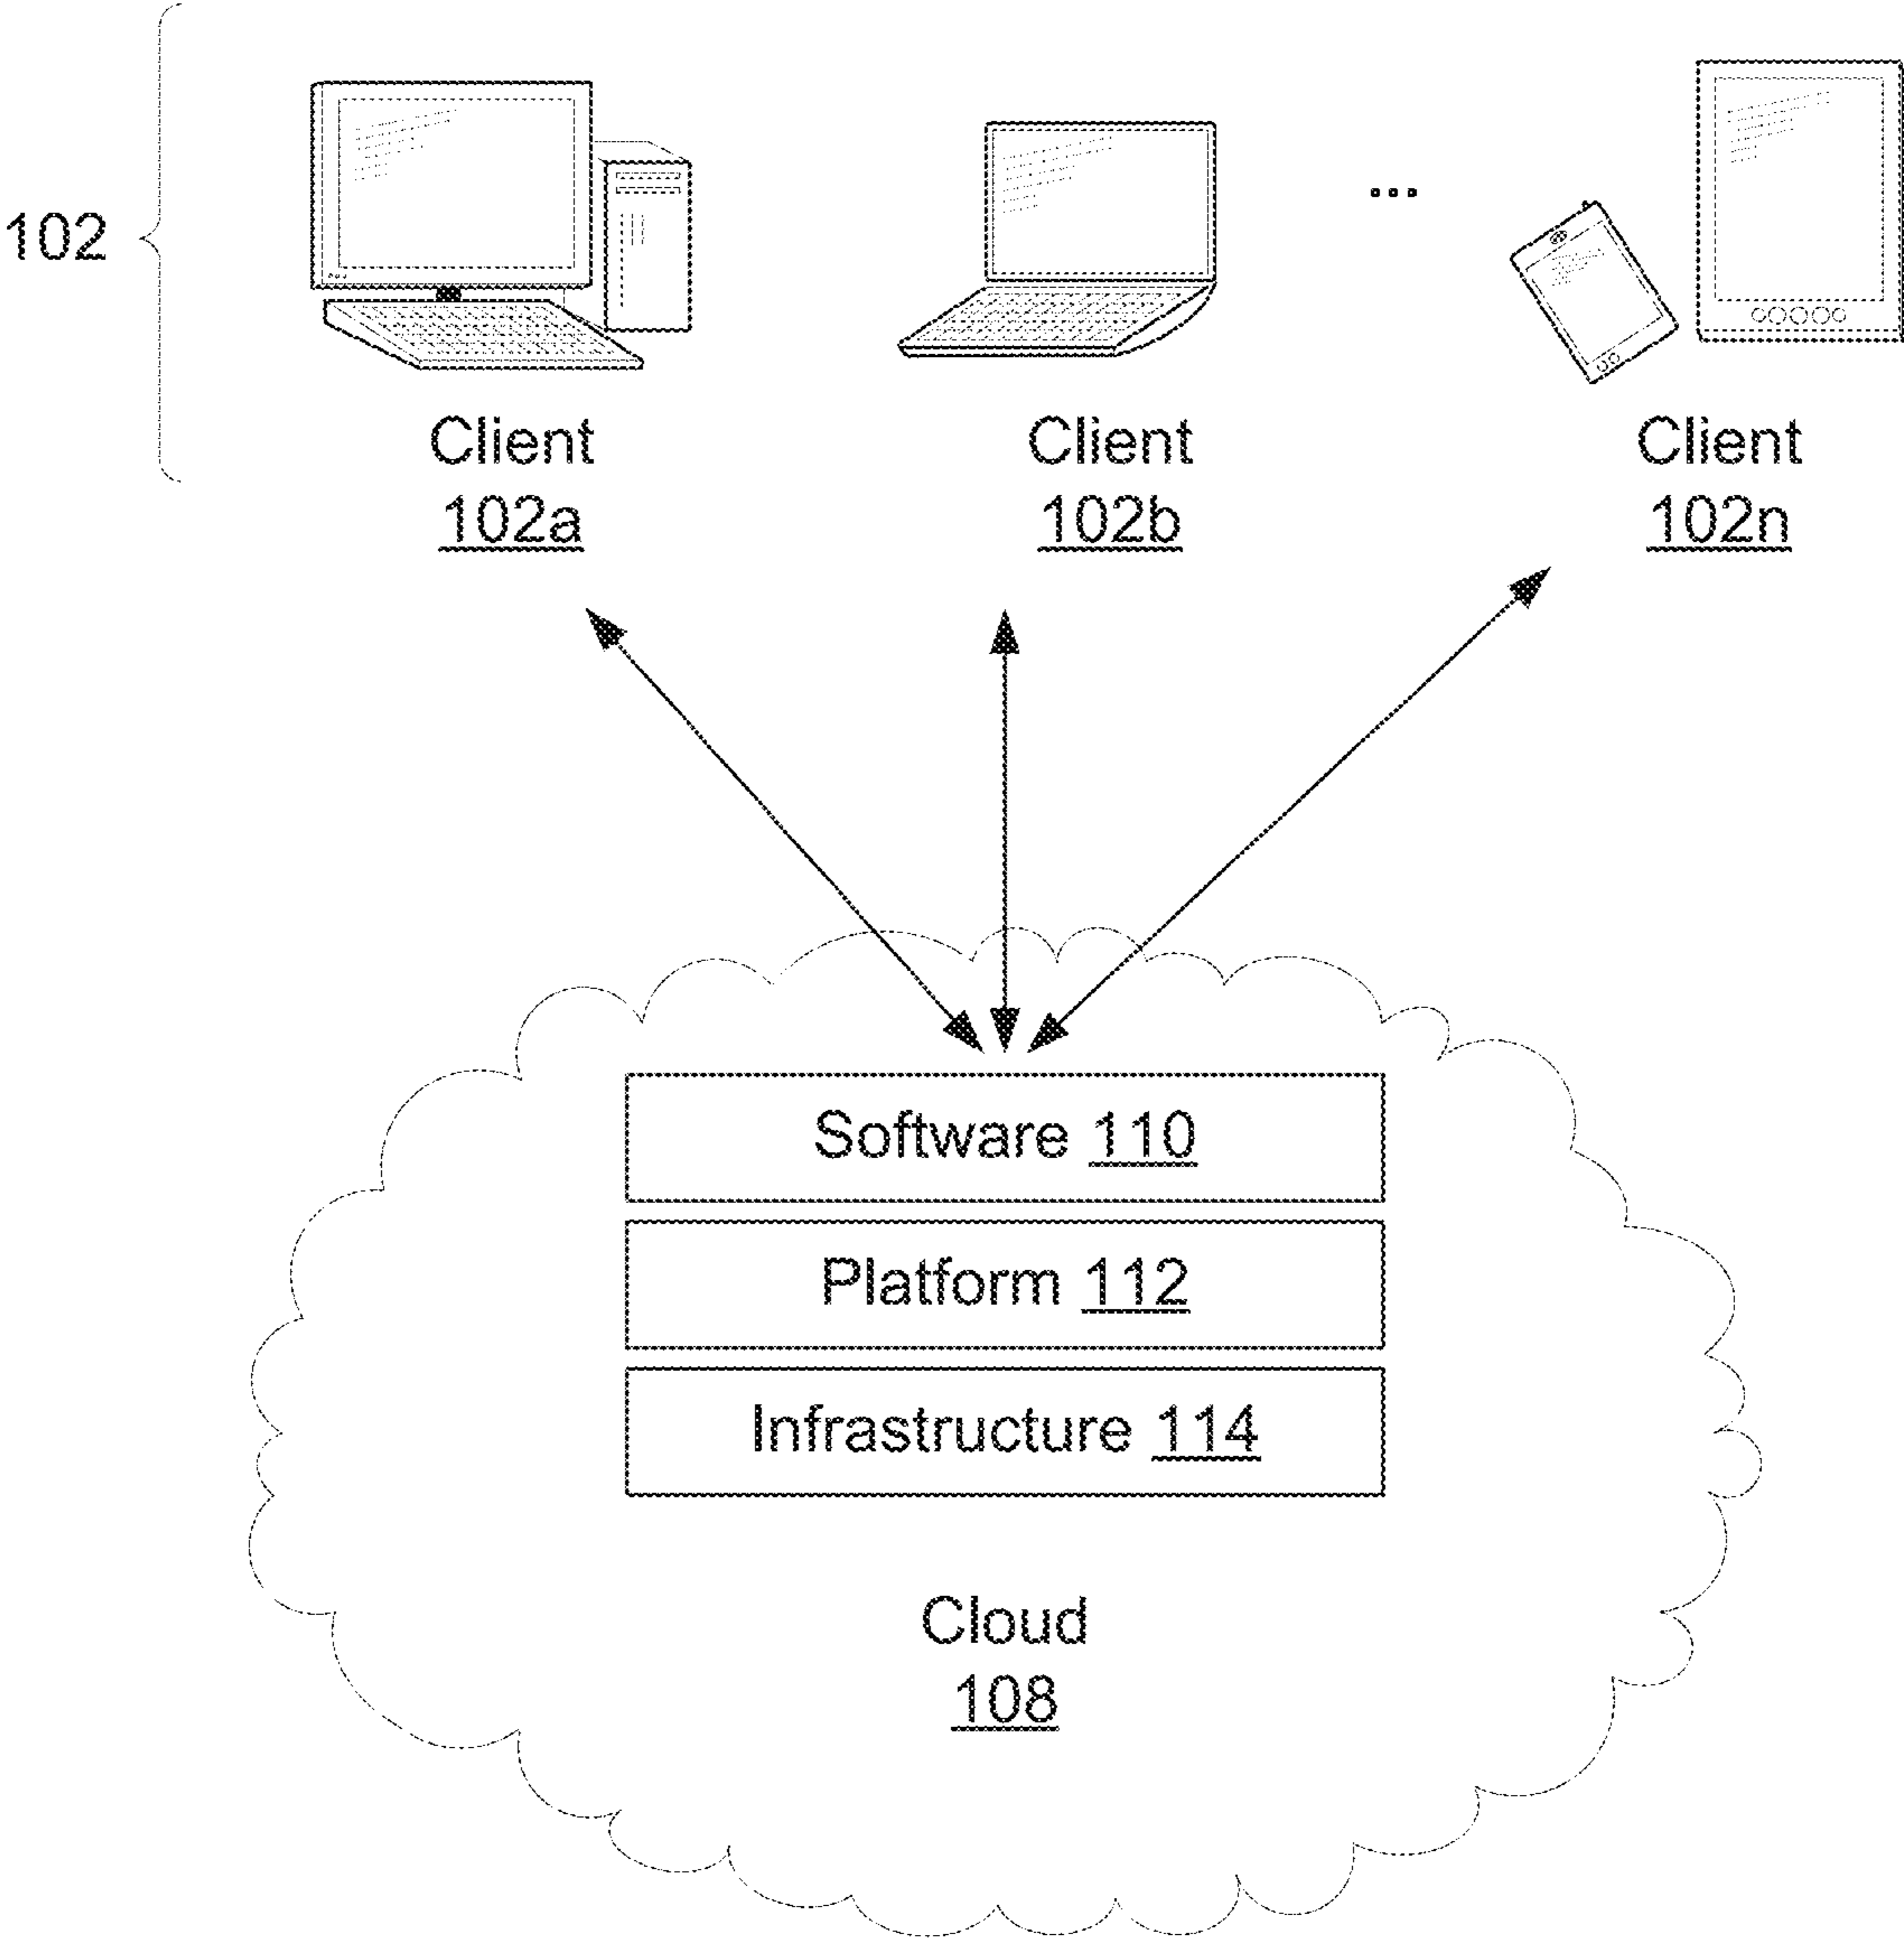 102
...
Client
102a
Client
102b
Client
102n
Software 110
Platform 112
Infrastructure 114
Cloud
108